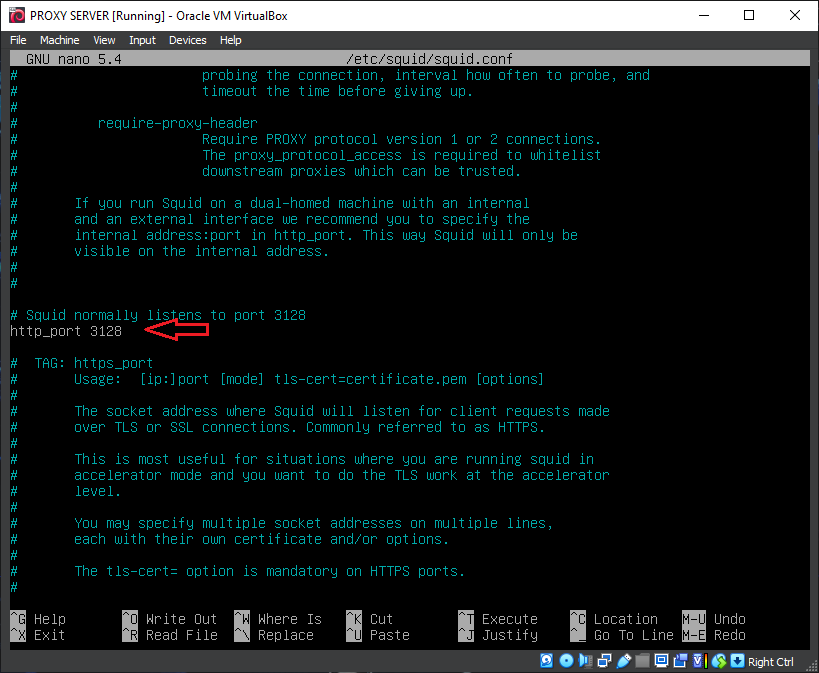 PROXY SERVER [Running] - Oracle VM VirtualBox
File Machine View Input Devices Help
GNU nano 5.4 /etc/squid/squid.conf
# probing the connection, interval how often to probe, and
# timeout the time before giving up.
#
# require-proxy-header
# Require PROXY protocol version 1 or 2 connections.
# The proxy_protocol_access is required to whitelist
# downstream proxies which can be trusted.
#
# If you run Squid on a dual-homed machine with an internal
# and an external interface we recommend you to specify the
# internal address:port in http_port. This way Squid will only be
# visible on the internal address.
#
#
# Squid normally listens to port 3128
http_port 3128
# TAG: https_port
# Usage: [ip:]port [mode] tls-cert=certificate.pem [options]
#
# The socket address where Squid will listen for client requests made
# over TLS or SSL connections. Commonly referred to as HTTPS.
#
# This is most useful for situations where you are running squid in
# accelerator mode and you want to do the TLS work at the accelerator
# level.
#
# You may specify multiple socket addresses on multiple lines,
# each with their own certificate and/or options.
#
# The tls-cert= option is mandatory on HTTPS ports.
#
^G Help ^O Write Out ^W Where Is ^K Cut ^T Execute ^C Location M-U Undo
^X Exit ^R Read File ^\ Replace ^U Paste ^J Justify ^_ Go To Line M-E Redo
Right Ctrl